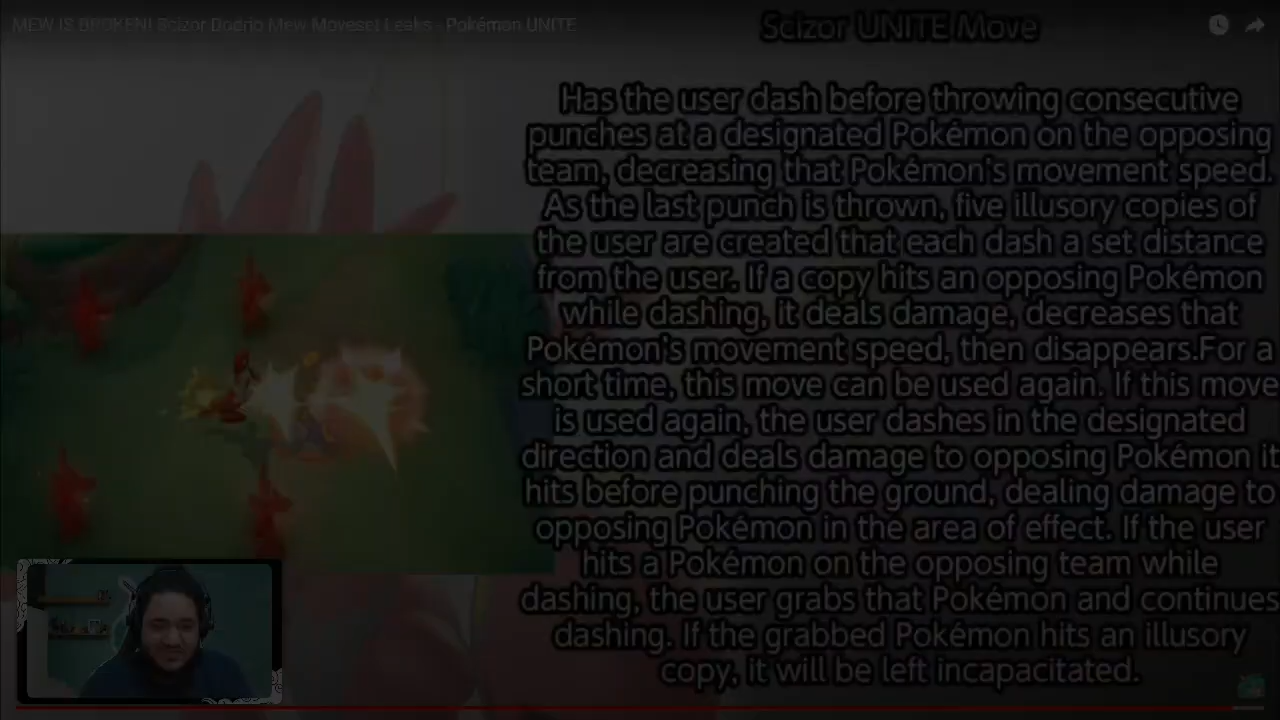 MEW IS BROKEN! Scizor Dodrio Mew Moveset Leaks - Pokémon UNITE
Scizor UNITE Move
Has the user dash before throwing consecutive
punches at a designated Pokémon on the opposing
team, decreasing that Pokémon's movement speed.
As the last punch is thrown, five illusory copies of
the user are created that each dash a set distance
from the user. If a copy hits an opposing Pokémon
while dashing, it deals damage, decreases that
Pokémon's movement speed, then disappears.For a
short time, this move can be used again. If this move
is used again, the user dashes in the designated
direction and deals damage to opposing Pokémon it
hits before punching the ground, dealing damage to
opposing Pokémon in the area of effect. If the user
hits a Pokémon on the opposing team while
dashing, the user grabs that Pokémon and continues
dashing. If the grabbed Pokémon hits an illusory
copy, it will be left incapacitated.